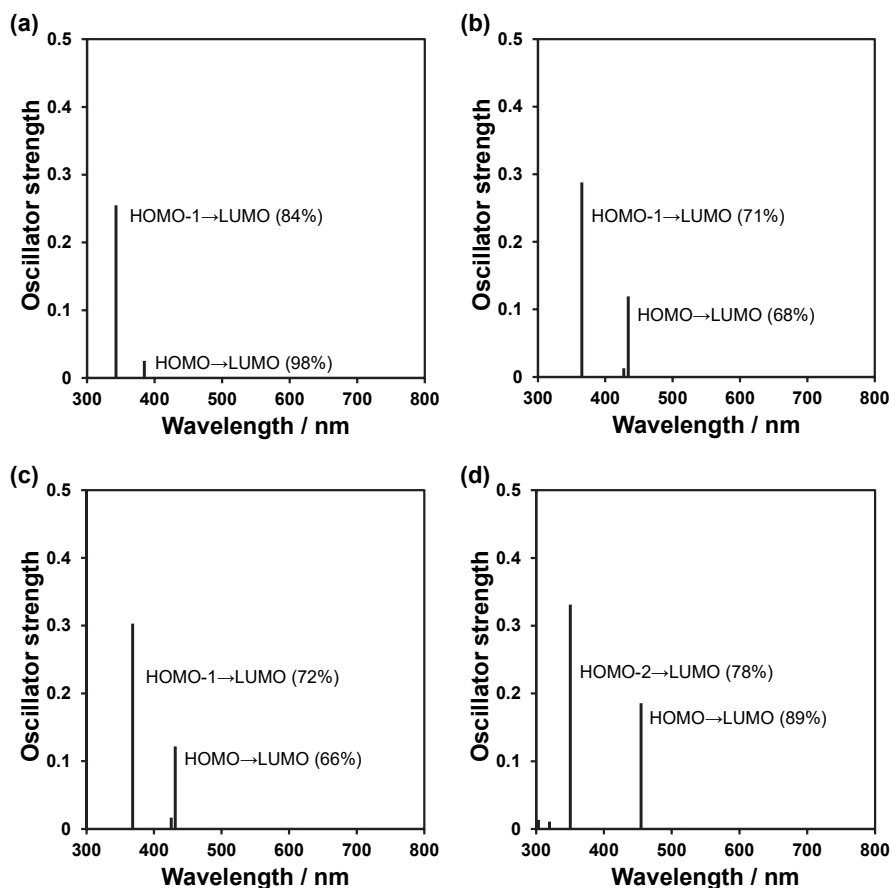 (a)
0.5
0.4
0.3
0.2
0.1
0
Oscillator strength
HOMO-1→LUMO (84%)
HOMO→LUMO (98%)
300 400 500 600 700 800
Wavelength / nm
(b)
0.5
0.4
0.3
0.2
0.1
0
Oscillator strength
HOMO-1→LUMO (71%)
HOMO→LUMO (68%)
300 400 500 600 700 800
Wavelength / nm
(c)
0.5
0.4
0.3
0.2
0.1
0
Oscillator strength
HOMO-1→LUMO (72%)
HOMO→LUMO (66%)
300 400 500 600 700 800
Wavelength / nm
(d)
0.5
0.4
0.3
0.2
0.1
0
Oscillator strength
HOMO-2→LUMO (78%)
HOMO→LUMO (89%)
300 400 500 600 700 800
Wavelength / nm